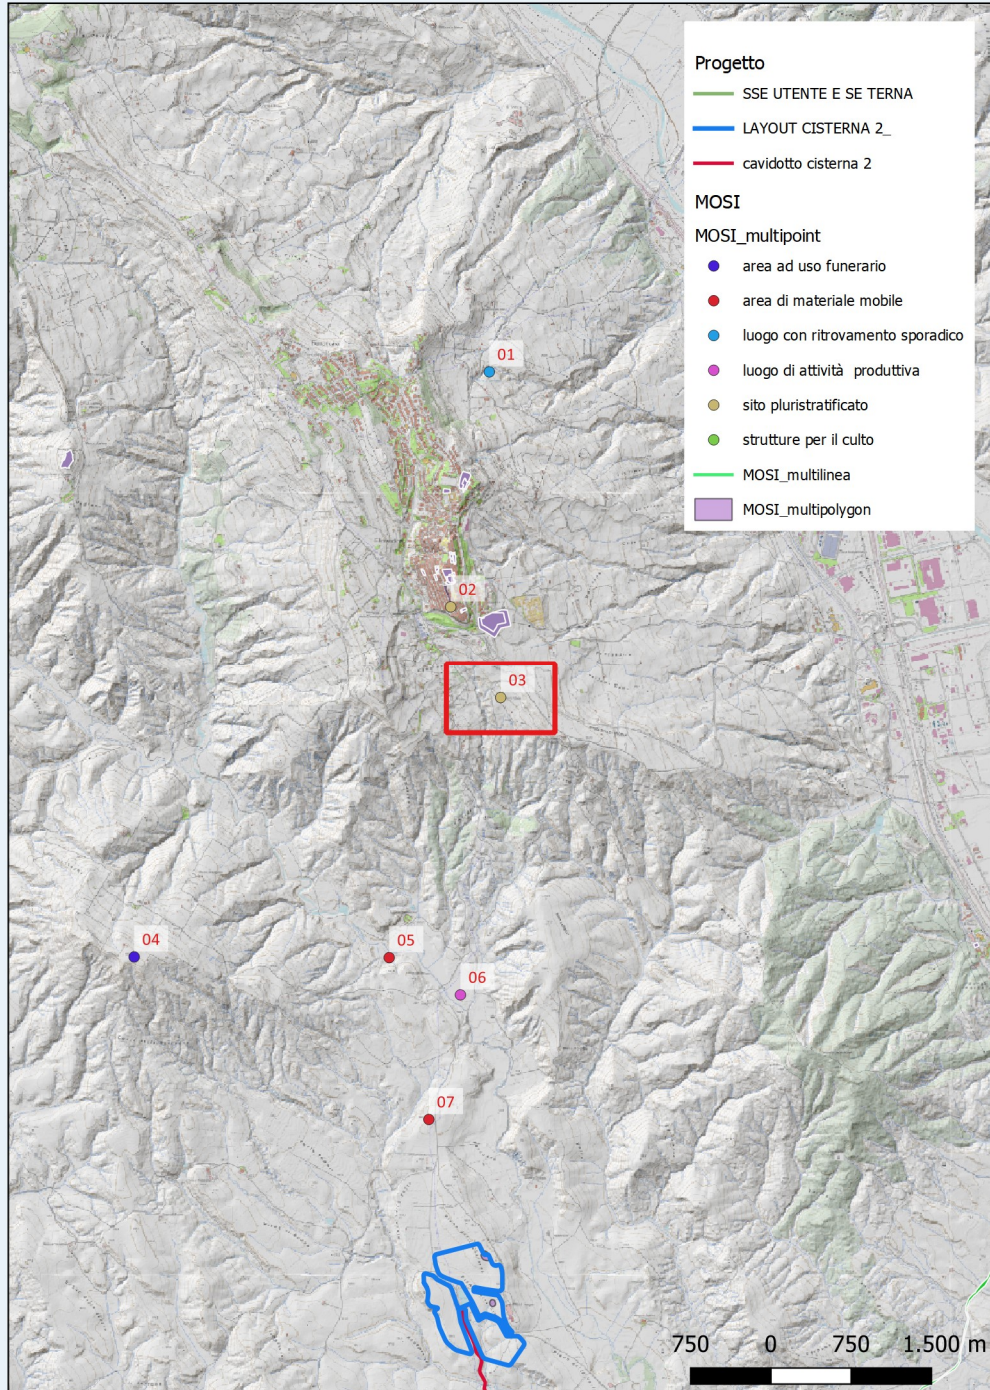 Progetto
SSE UTENTE E SE TERNA
LAYOUT CISTERNA 2_
cavidotto cisterna 2
MOSI
MOSI_multipoint
area ad uso funerario
area di materiale mobile
luogo con ritrovamento sporadico
luogo di attività produttiva
sito pluristratificato
strutture per il culto
MOSI_multilinea
MOSI_multipolygon
01
02
03
04
05
06
07
750 0 750 1.500 m